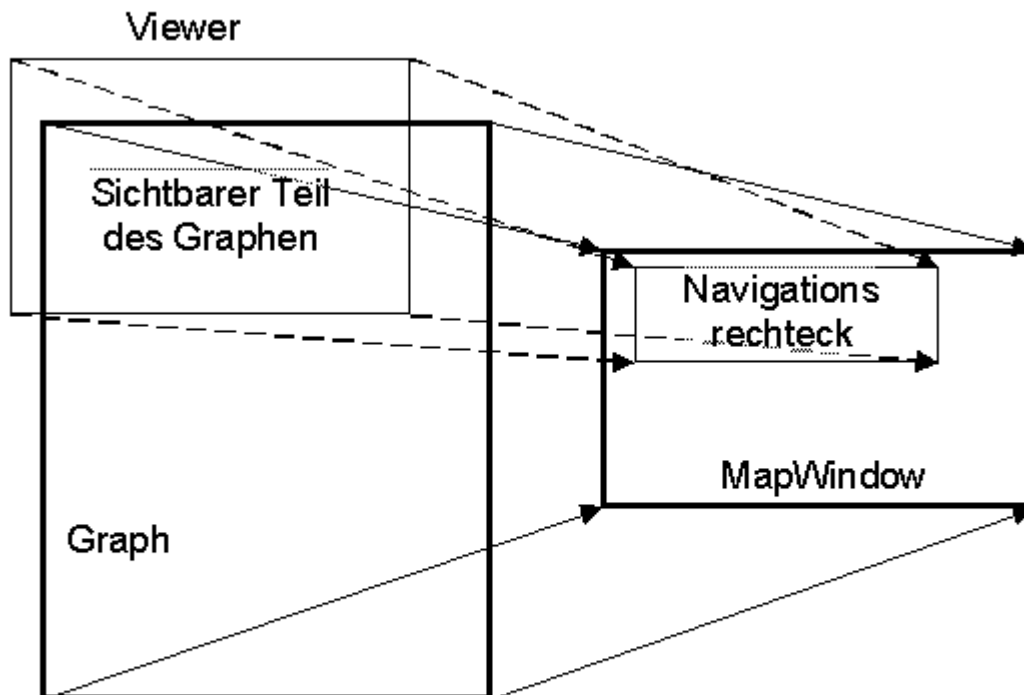 Viewer
Sichtbarer Teil
des Graphen
Navigations
rechteck
MapWindow
Graph